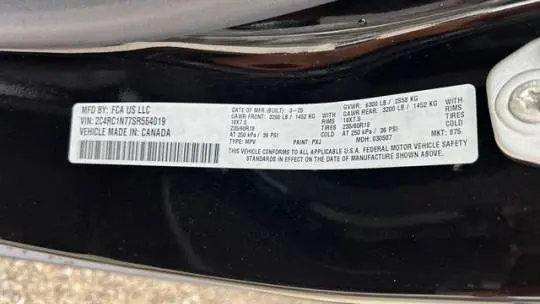 MFD BY: FCA US LLC
VIN: 2C4RC1N77SR564019
VEHICLE MADE IN: CANADA
DATE OF MFR (BUILT): 3-25
GAWR FRONT: 3200 LB / 1452 KG WITH
18X7.5 RIMS
235/60R18 TIRES
AT 250 kPa / 36 PSI COLD
TYPE: MPV PAINT: PXJ
GVWR: 6300 LB / 2858 KG
GAWR REAR: 3200 LB / 1452 KG WITH
18X7.5 RIMS
235/60R18 TIRES
AT 250 kPa / 36 PSI COLD
MDH: 030507 MKT: 975
THIS VEHICLE CONFORMS TO ALL APPLICABLE U.S.A. FEDERAL MOTOR VEHICLE SAFETY
STANDARDS IN EFFECT ON THE DATE OF MANUFACTURE SHOWN ABOVE.